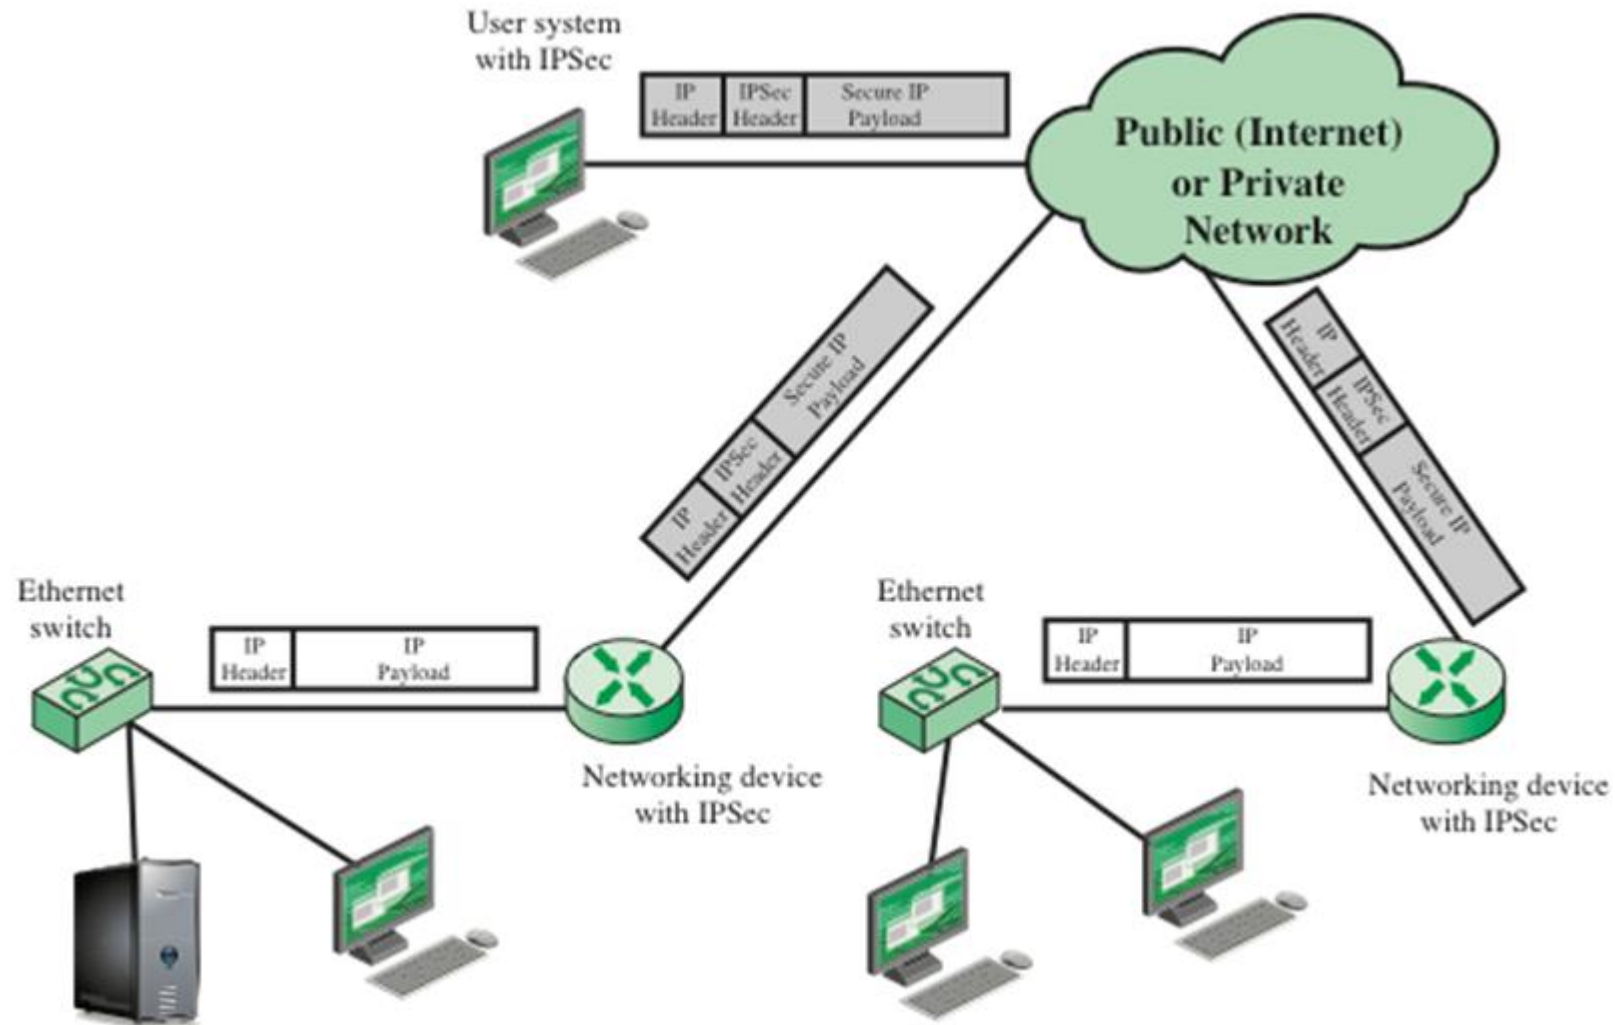 User system
with IPSec
IP
Header
IPSec
Header
Secure IP
Payload
Public (Internet)
or Private
Network
IP
Header
IPSec
Header
Secure IP
Payload
IP
Header
IPSec
Header
Secure IP
Payload
Ethernet
switch
IP
Header
IP
Payload
Networking device
with IPSec
Ethernet
switch
IP
Header
IP
Payload
Networking device
with IPSec